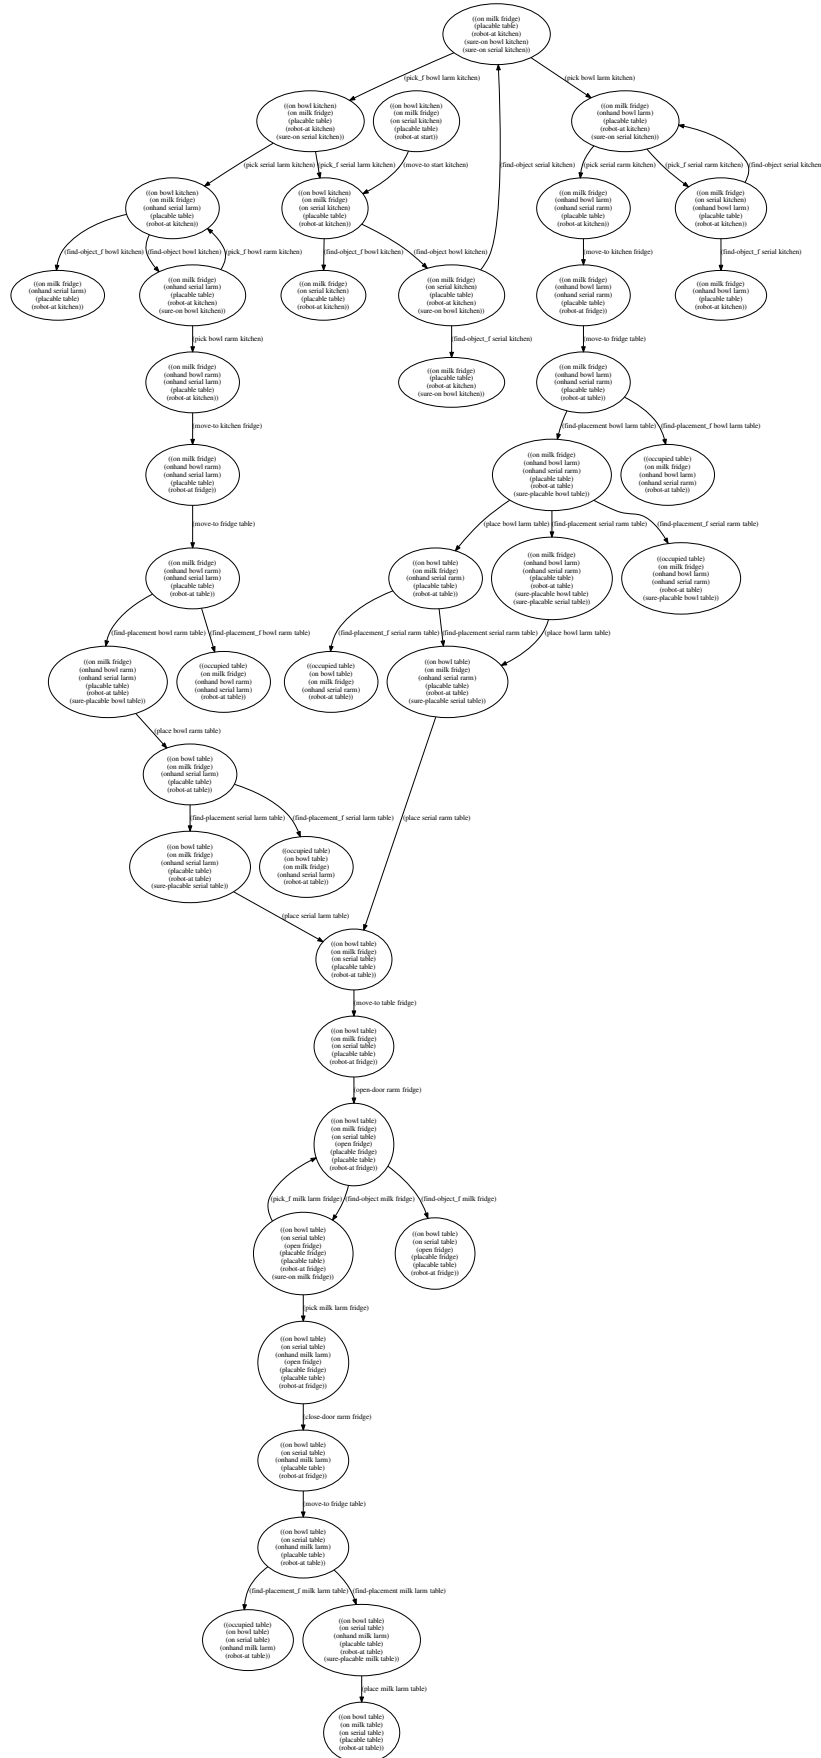 ((on milk fridge)
(placable table)
(robot-at kitchen)
(sure-on bowl kitchen)
(sure-on serial kitchen))
(pick_f bowl larm kitchen)
(pick bowl larm kitchen)
((on bowl kitchen)
(on milk fridge)
(placable table)
(robot-at kitchen)
(sure-on serial kitchen))
((on bowl kitchen)
(on milk fridge)
(on serial kitchen)
(placable table)
(robot-at start))
((on milk fridge)
(onhand bowl larm)
(placable table)
(robot-at kitchen)
(sure-on serial kitchen))
(pick serial larm kitchen)
(pick_f serial larm kitchen)
(move-to start kitchen)
(find-object serial kitchen)
(pick serial rarm kitchen)
(pick_f serial rarm kitchen)
(find-object serial kitchen
((on bowl kitchen)
(on milk fridge)
(onhand serial larm)
(placable table)
(robot-at kitchen))
((on bowl kitchen)
(on milk fridge)
(on serial kitchen)
(placable table)
(robot-at kitchen))
((on milk fridge)
(onhand bowl larm)
(onhand serial rarm)
(placable table)
(robot-at kitchen))
((on milk fridge)
(on serial kitchen)
(onhand bowl larm)
(placable table)
(robot-at kitchen))
(find-object_f bowl kitchen)
(find-object bowl kitchen)
(pick_f bowl rarm kitchen)
(find-object_f bowl kitchen)
(find-object bowl kitchen)
(move-to kitchen fridge)
(find-object_f serial kitchen)
((on milk fridge)
(onhand serial larm)
(placable table)
(robot-at kitchen))
((on milk fridge)
(onhand serial larm)
(placable table)
(robot-at kitchen)
(sure-on bowl kitchen))
((on milk fridge)
(on serial kitchen)
(placable table)
(robot-at kitchen))
((on milk fridge)
(on serial kitchen)
(placable table)
(robot-at kitchen)
(sure-on bowl kitchen))
((on milk fridge)
(onhand bowl larm)
(onhand serial rarm)
(placable table)
(robot-at fridge))
((on milk fridge)
(onhand bowl larm)
(placable table)
(robot-at kitchen))
(pick bowl rarm kitchen)
(find-object_f serial kitchen)
(move-to fridge table)
((on milk fridge)
(onhand bowl rarm)
(onhand serial larm)
(placable table)
(robot-at kitchen))
((on milk fridge)
(placable table)
(robot-at kitchen)
(sure-on bowl kitchen))
((on milk fridge)
(onhand bowl larm)
(onhand serial rarm)
(placable table)
(robot-at table))
(move-to kitchen fridge)
(find-placement bowl larm table)
(find-placement_f bowl larm table)
((on milk fridge)
(onhand bowl rarm)
(onhand serial larm)
(placable table)
(robot-at fridge))
((on milk fridge)
(onhand bowl larm)
(onhand serial rarm)
(placable table)
(robot-at table)
(sure-placable bowl table))
((occupied table)
(on milk fridge)
(onhand bowl larm)
(onhand serial rarm)
(robot-at table))
(move-to fridge table)
(place bowl larm table)
(find-placement serial rarm table)
(find-placement_f serial rarm table)
((on milk fridge)
(onhand bowl rarm)
(onhand serial larm)
(placable table)
(robot-at table))
((on bowl table)
(on milk fridge)
(onhand serial rarm)
(placable table)
(robot-at table))
((on milk fridge)
(onhand bowl larm)
(onhand serial rarm)
(placable table)
(robot-at table)
(sure-placable bowl table)
(sure-placable serial table))
((occupied table)
(on milk fridge)
(onhand bowl larm)
(onhand serial rarm)
(robot-at table)
(sure-placable bowl table))
(find-placement bowl rarm table)
(find-placement_f bowl rarm table)
(find-placement_f serial rarm table)
(find-placement serial rarm table)
(place bowl larm table)
((on milk fridge)
(onhand bowl rarm)
(onhand serial larm)
(placable table)
(robot-at table)
(sure-placable bowl table))
((occupied table)
(on milk fridge)
(onhand bowl rarm)
(onhand serial larm)
(robot-at table))
((occupied table)
(on bowl table)
(on milk fridge)
(onhand serial rarm)
(robot-at table))
((on bowl table)
(on milk fridge)
(onhand serial rarm)
(placable table)
(robot-at table)
(sure-placable serial table))
(place bowl rarm table)
((on bowl table)
(on milk fridge)
(onhand serial larm)
(placable table)
(robot-at table))
(find-placement serial larm table)
(find-placement_f serial larm table)
(place serial rarm table)
((on bowl table)
(on milk fridge)
(onhand serial larm)
(placable table)
(robot-at table)
(sure-placable serial table))
((occupied table)
(on bowl table)
(on milk fridge)
(onhand serial larm)
(robot-at table))
(place serial larm table)
((on bowl table)
(on milk fridge)
(on serial table)
(placable table)
(robot-at table))
(move-to table fridge)
((on bowl table)
(on milk fridge)
(on serial table)
(placable table)
(robot-at fridge))
(open-door rarm fridge)
((on bowl table)
(on milk fridge)
(on serial table)
(open fridge)
(placable fridge)
(placable table)
(robot-at fridge))
(pick_f milk larm fridge)
(find-object milk fridge)
(find-object_f milk fridge)
((on bowl table)
(on serial table)
(open fridge)
(placable fridge)
(placable table)
(robot-at fridge)
(sure-on milk fridge))
((on bowl table)
(on serial table)
(open fridge)
(placable fridge)
(placable table)
(robot-at fridge))
(pick milk larm fridge)
((on bowl table)
(on serial table)
(onhand milk larm)
(open fridge)
(placable fridge)
(placable table)
(robot-at fridge))
(close-door rarm fridge)
((on bowl table)
(on serial table)
(onhand milk larm)
(placable table)
(robot-at fridge))
(move-to fridge table)
((on bowl table)
(on serial table)
(onhand milk larm)
(placable table)
(robot-at table))
(find-placement_f milk larm table)
(find-placement milk larm table)
((occupied table)
(on bowl table)
(on serial table)
(onhand milk larm)
(robot-at table))
((on bowl table)
(on serial table)
(onhand milk larm)
(placable table)
(robot-at table)
(sure-placable milk table))
(place milk larm table)
((on bowl table)
(on milk table)
(on serial table)
(placable table)
(robot-at table))